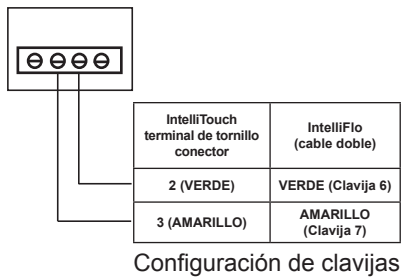 IntelliTouch
terminal de tornillo
conector
IntelliFlo
(cable doble)
2 (VERDE)
VERDE (Clavija 6)
3 (AMARILLO)
AMARILLO
(Clavija 7)
Configuración de clavijas